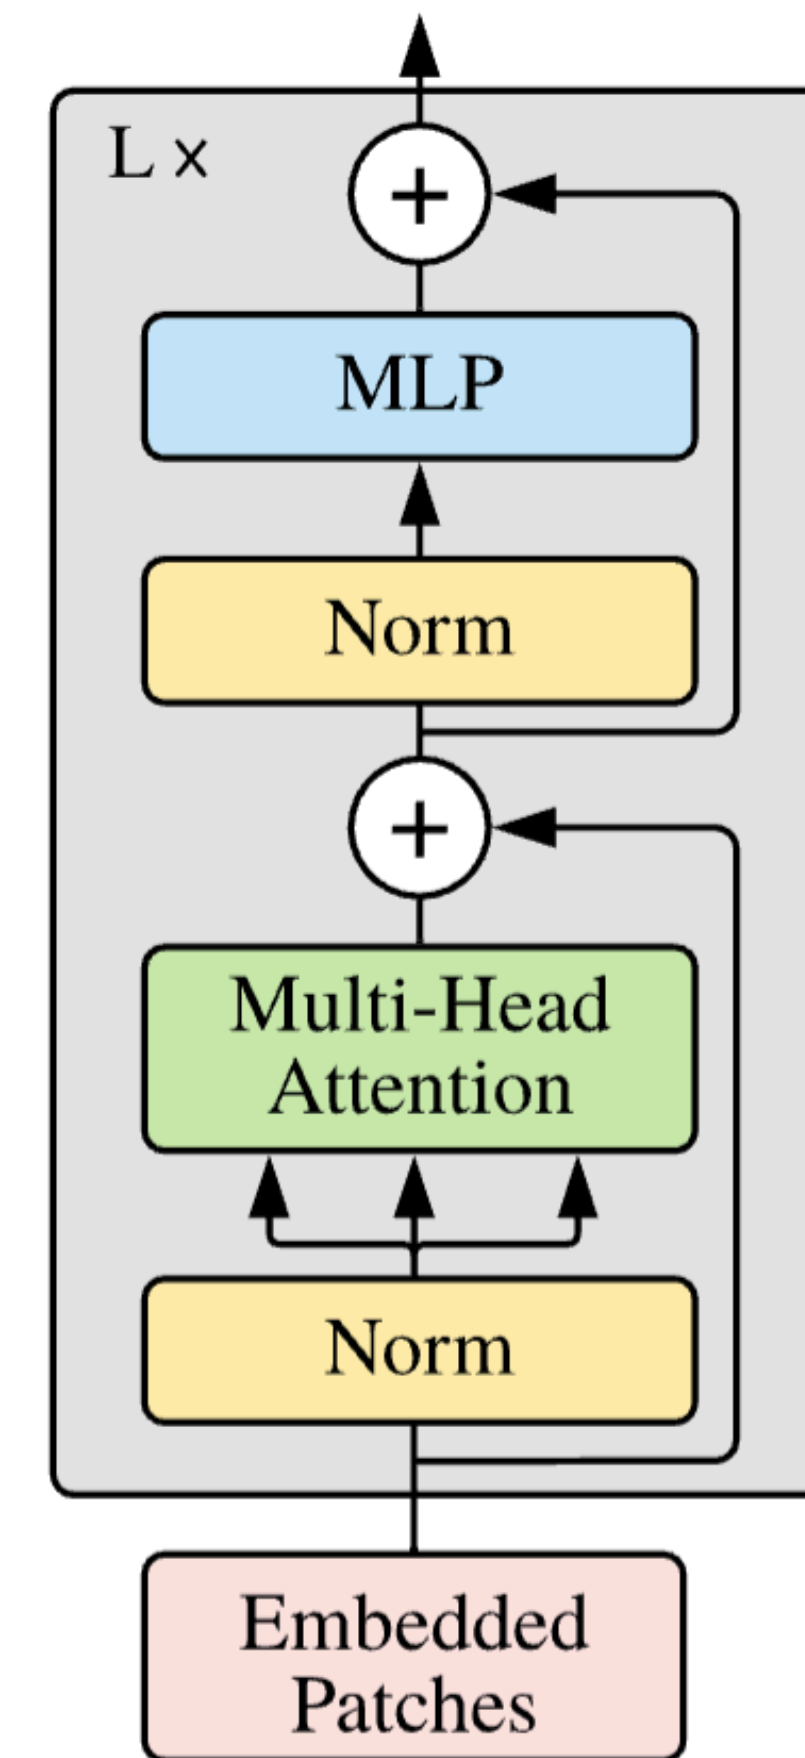 L ×
+
MLP
Norm
+
Multi-Head
Attention
Norm
Embedded
Patches